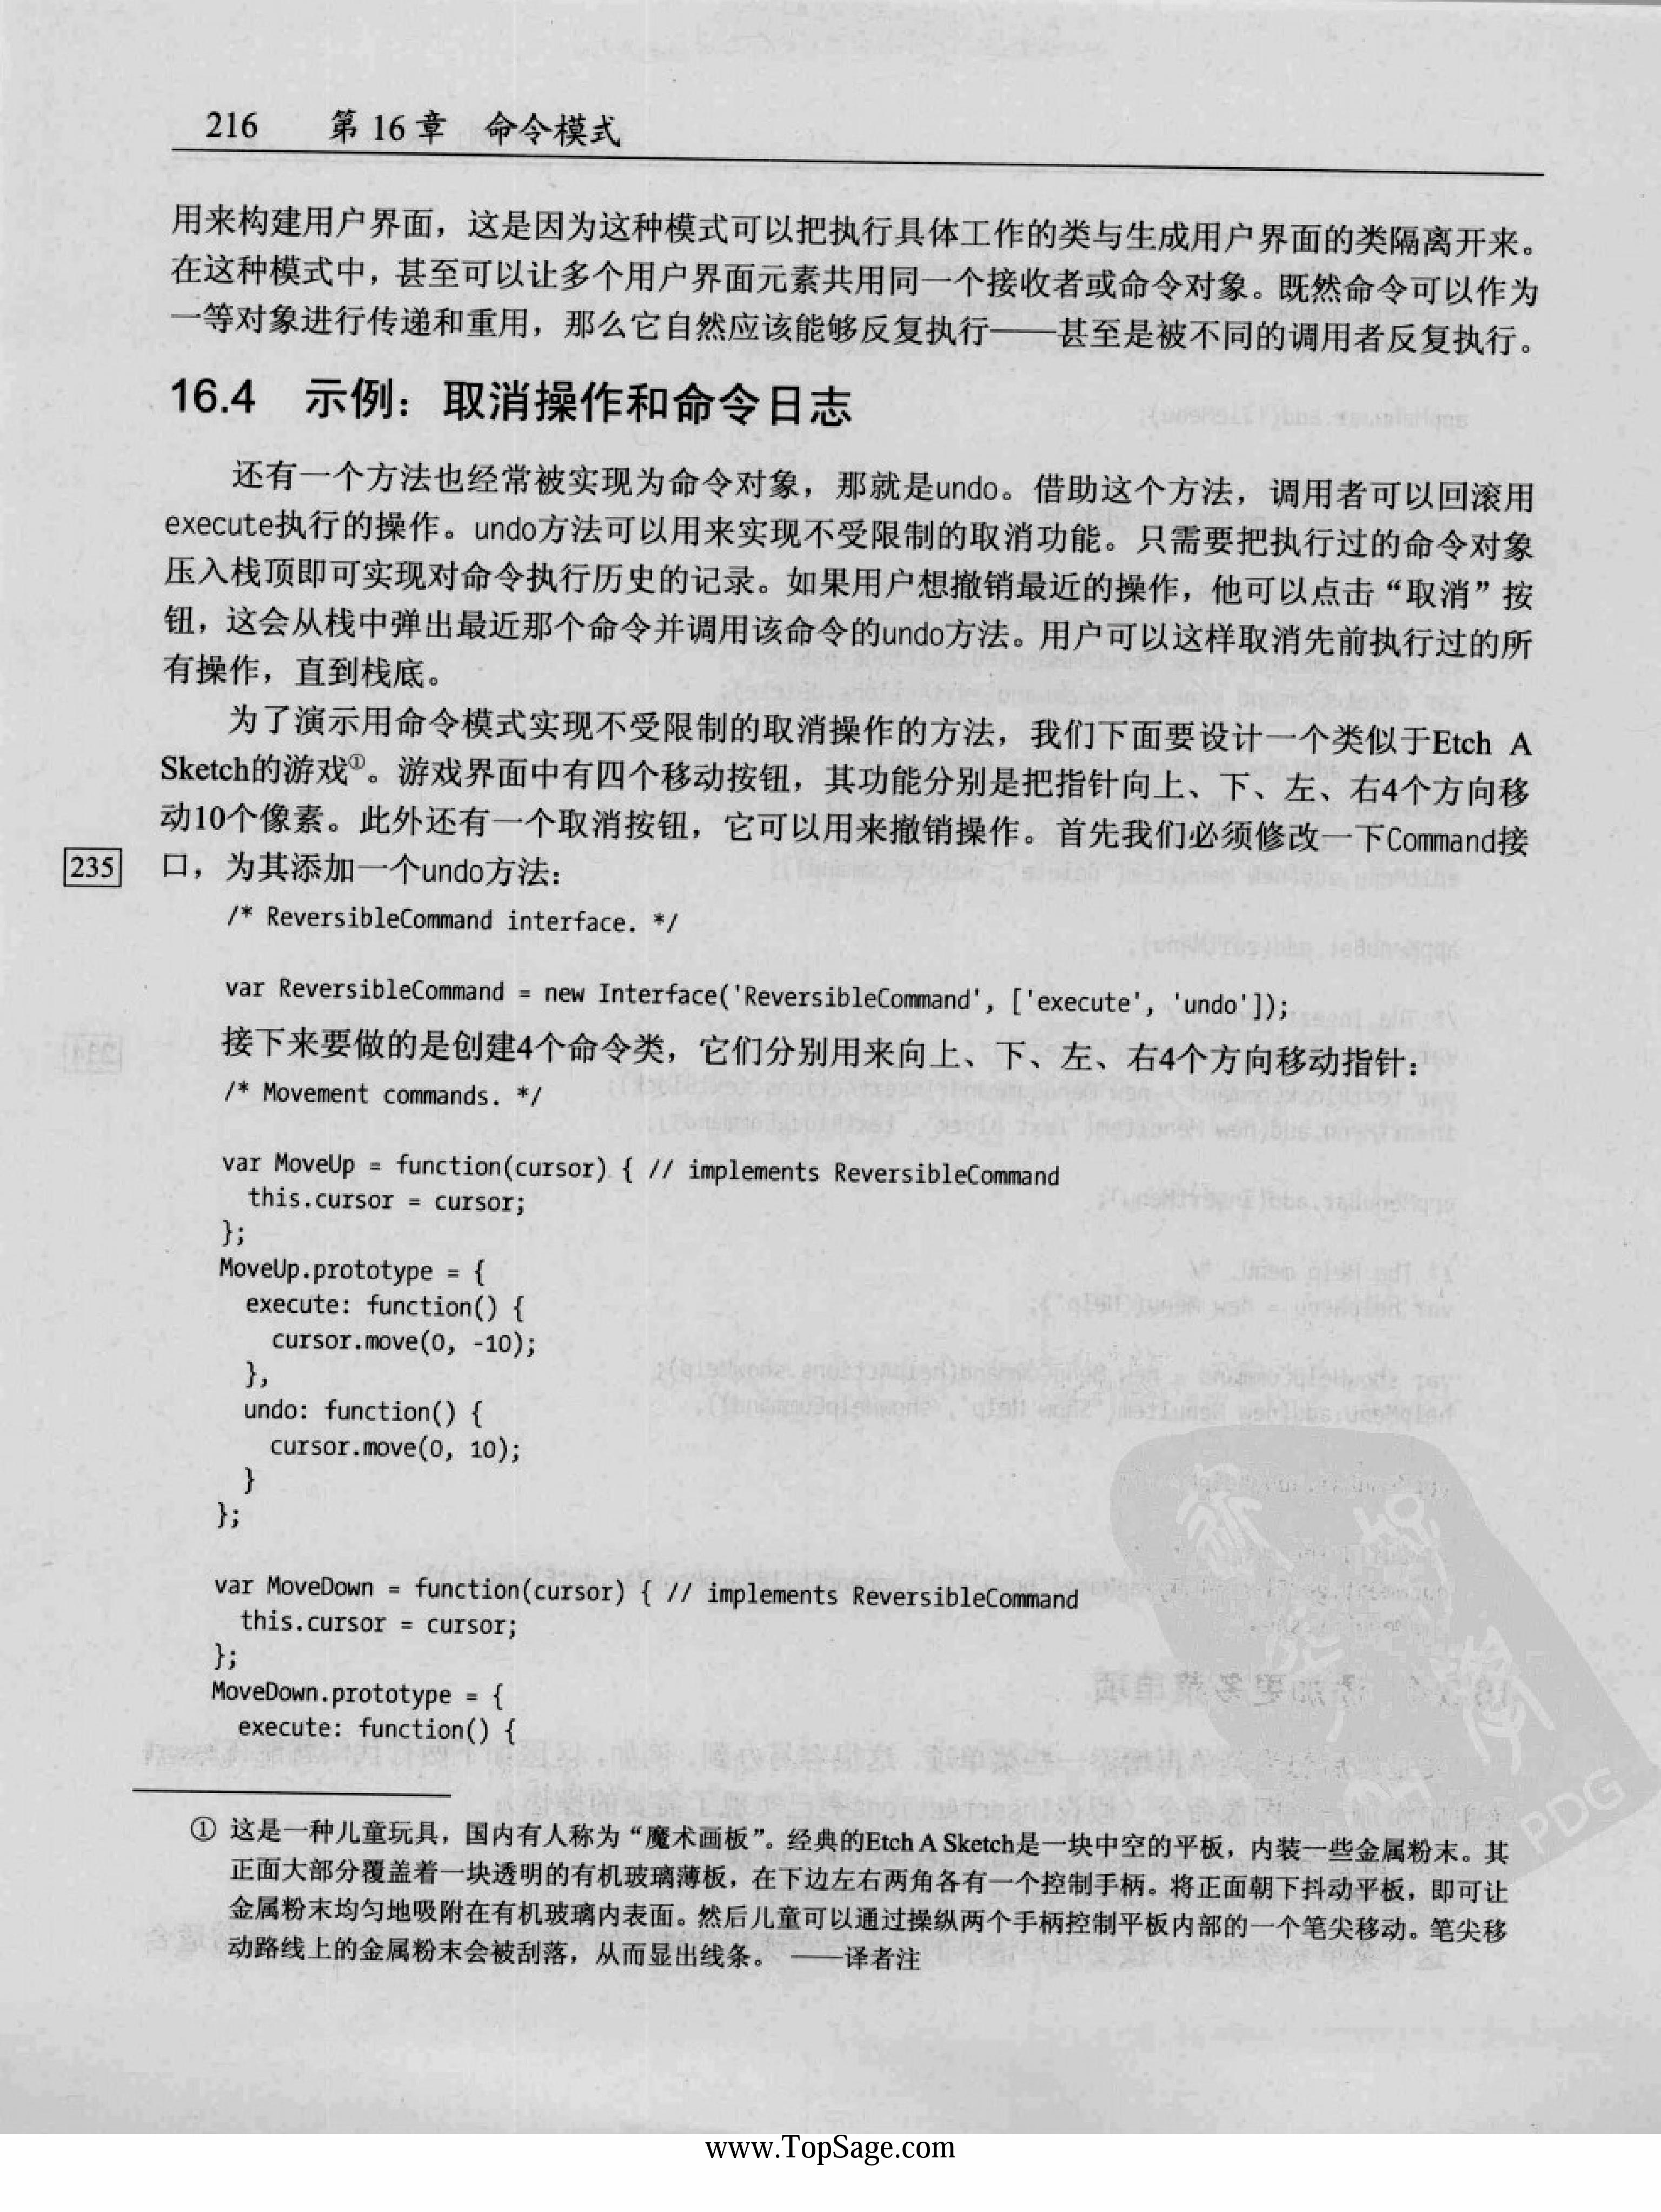 216 第 16 章 命令模式
用来构建用户界面，这是因为这种模式可以把执行具体工作的类与生成用户界面的类隔离开来。
在这种模式中，甚至可以让多个用户界面元素共用同一个接收者或命令对象。既然命令可以作为
一等对象进行传递和重用，那么它自然应该能够反复执行——甚至是被不同的调用者反复执行。
16.4 示例：取消操作和命令日志
还有一个方法也经常被实现为命令对象，那就是undo。借助这个方法，调用者可以回滚用
execute执行的操作。undo方法可以用来实现不受限制的取消功能。只需要把执行过的命令对象
压入栈顶即可实现对命令执行历史的记录。如果用户想撤销最近的操作，他可以点击“取消”按
钮，这会从栈中弹出最近那个命令并调用该命令的undo方法。用户可以这样取消先前执行过的所
有操作，直到栈底。
为了演示用命令模式实现不受限制的取消操作的方法，我们下面要设计一个类似于Etch A
Sketch的游戏①。游戏界面中有四个移动按钮，其功能分别是把指针向上、下、左、右4个方向移
动10个像素。此外还有一个取消按钮，它可以用来撤销操作。首先我们必须修改一下Command接
235 口，为其添加一个undo方法：
/* ReversibleCommand interface. */
var ReversibleCommand = new Interface('ReversibleCommand', ['execute', 'undo']);
接下来要做的是创建4个命令类，它们分别用来向上、下、左、右4个方向移动指针：
/* Movement commands. */
var MoveUp = function(cursor) { // implements ReversibleCommand
this.cursor = cursor;
};
MoveUp.prototype = {
execute: function() {
cursor.move(0, -10);
},
undo: function() {
cursor.move(0, 10);
}
};
var MoveDown = function(cursor) { // implements ReversibleCommand
this.cursor = cursor;
};
MoveDown.prototype = {
execute: function() {
① 这是一种儿童玩具，国内有人称为“魔术画板”。经典的Etch A Sketch是一块中空的平板，内装一些金属粉末。其
正面大部分覆盖着一块透明的有机玻璃薄板，在下边左右两角各有一个控制手柄。将正面朝下抖动平板，即可让
金属粉末均匀地吸附在有机玻璃内表面。然后儿童可以通过操纵两个手柄控制平板内部的一个笔尖移动。笔尖移
动路线上的金属粉末会被刮落，从而显出线条。 ——译者注
PDG
www.TopSage.com